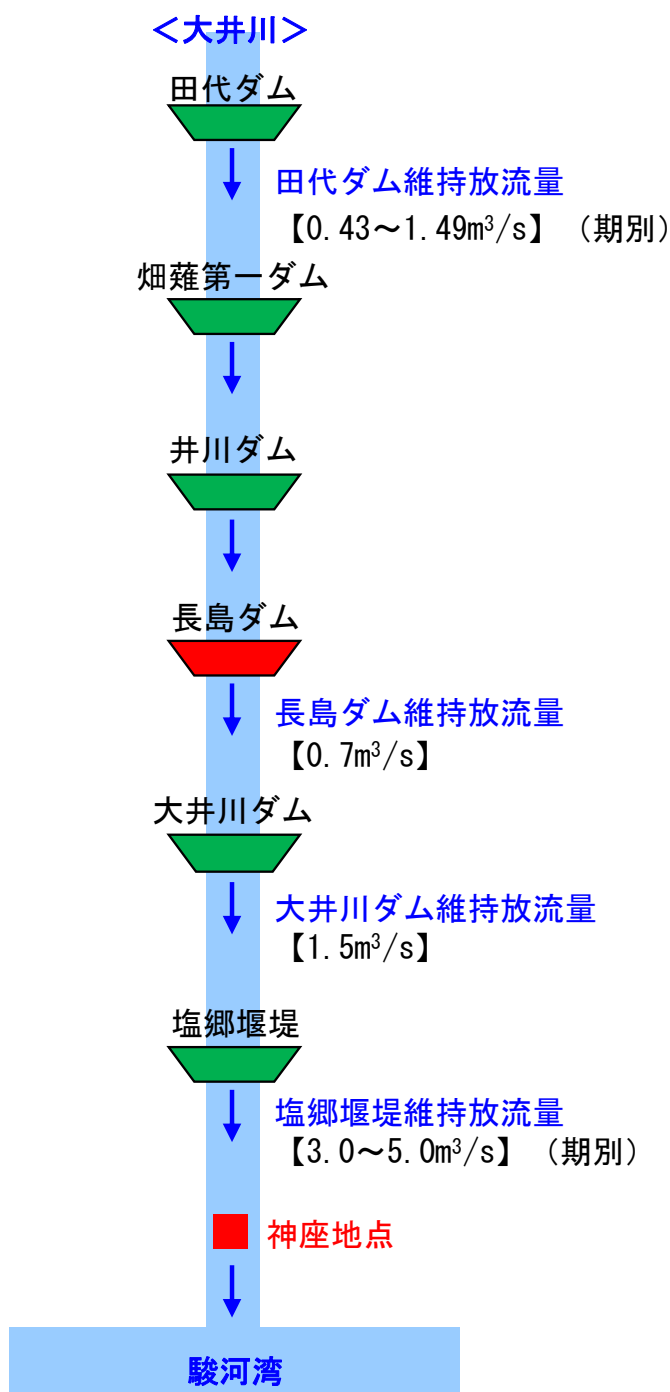 ＜大井川＞
田代ダム
田代ダム維持放流量
【0.43～1.49m³/s】（期別）
畑薙第一ダム
井川ダム
長島ダム
長島ダム維持放流量
【0.7m³/s】
大井川ダム
大井川ダム維持放流量
【1.5m³/s】
塩郷堰堤
塩郷堰堤維持放流量
【3.0～5.0m³/s】（期別）
神座地点
駿河湾